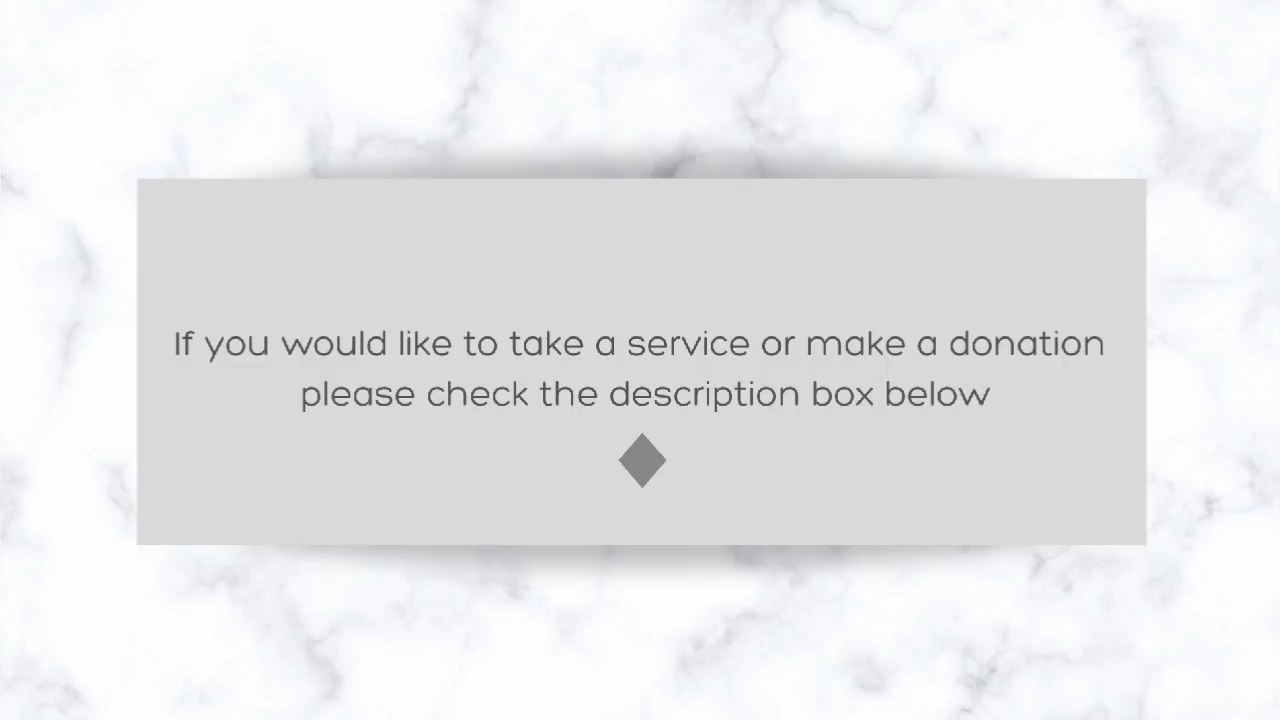 If you would like to take a service or make a donation
please check the description box below